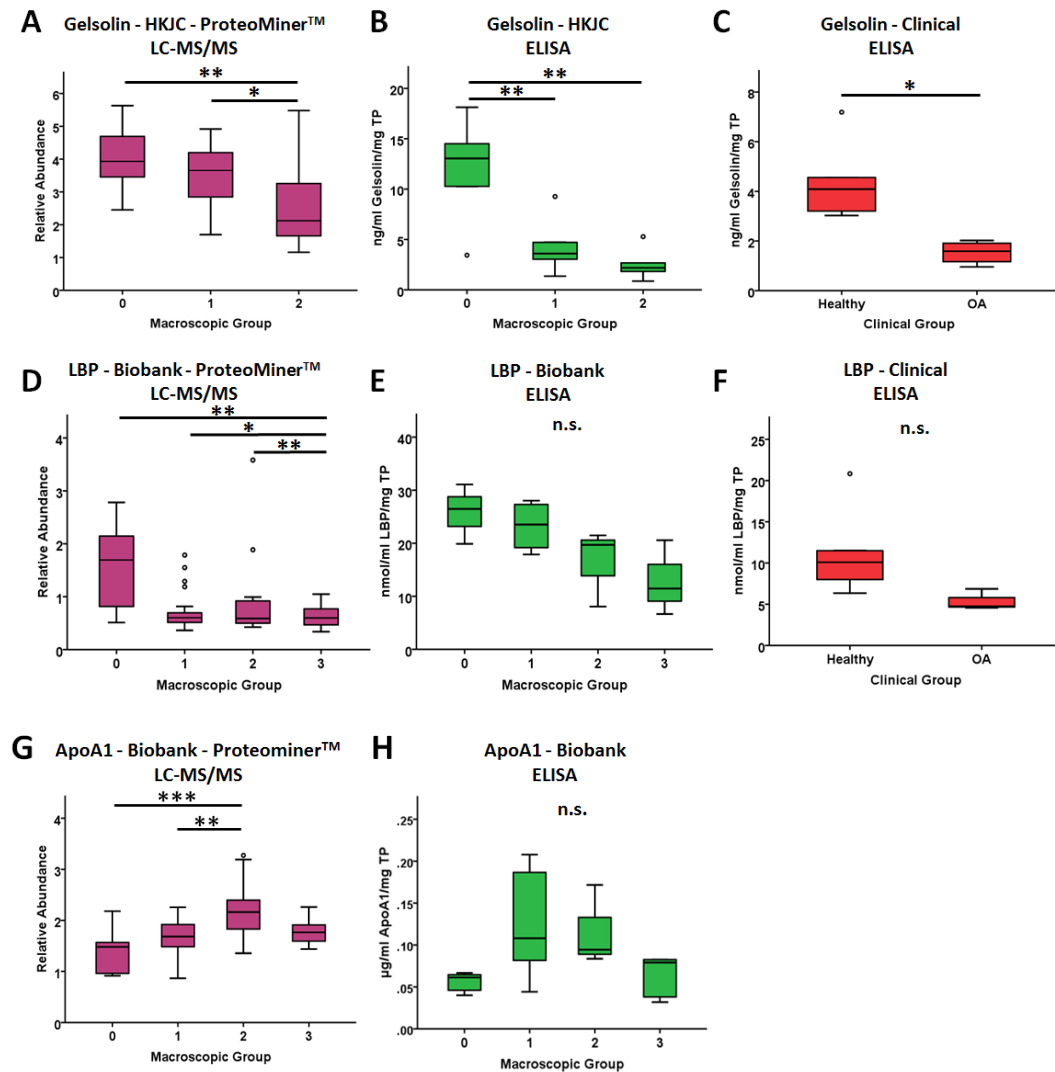 A
Gelsolin - HKJC - ProteoMiner™
LC-MS/MS
**
*
Relative Abundance
6
5
4
3
2
1
0
0 1 2
Macroscopic Group
B
Gelsolin - HKJC
ELISA
**
**
ng/ml Gelsolin/mg TP
20
15
10
5
0
0 1 2
Macroscopic Group
C
Gelsolin - Clinical
ELISA
*
ng/ml Gelsolin/mg TP
8
6
4
2
0
Healthy OA
Clinical Group
D
LBP - Biobank - ProteoMiner™
LC-MS/MS
**
*
**
Relative Abundance
4
3
2
1
0
0 1 2 3
Macroscopic Group
E
LBP - Biobank
ELISA
n.s.
nmol/ml LBP/mg TP
40
30
20
10
0
0 1 2 3
Macroscopic Group
F
LBP - Clinical
ELISA
n.s.
nmol/ml LBP/mg TP
25
20
15
10
5
0
Healthy OA
Clinical Group
G
ApoA1 - Biobank - Proteominer™
LC-MS/MS
***
**
Relative Abundance
4
3
2
1
0
0 1 2 3
Macroscopic Group
H
ApoA1 - Biobank
ELISA
n.s.
µg/ml ApoA1/mg TP
.25
.20
.15
.10
.05
.00
0 1 2 3
Macroscopic Group